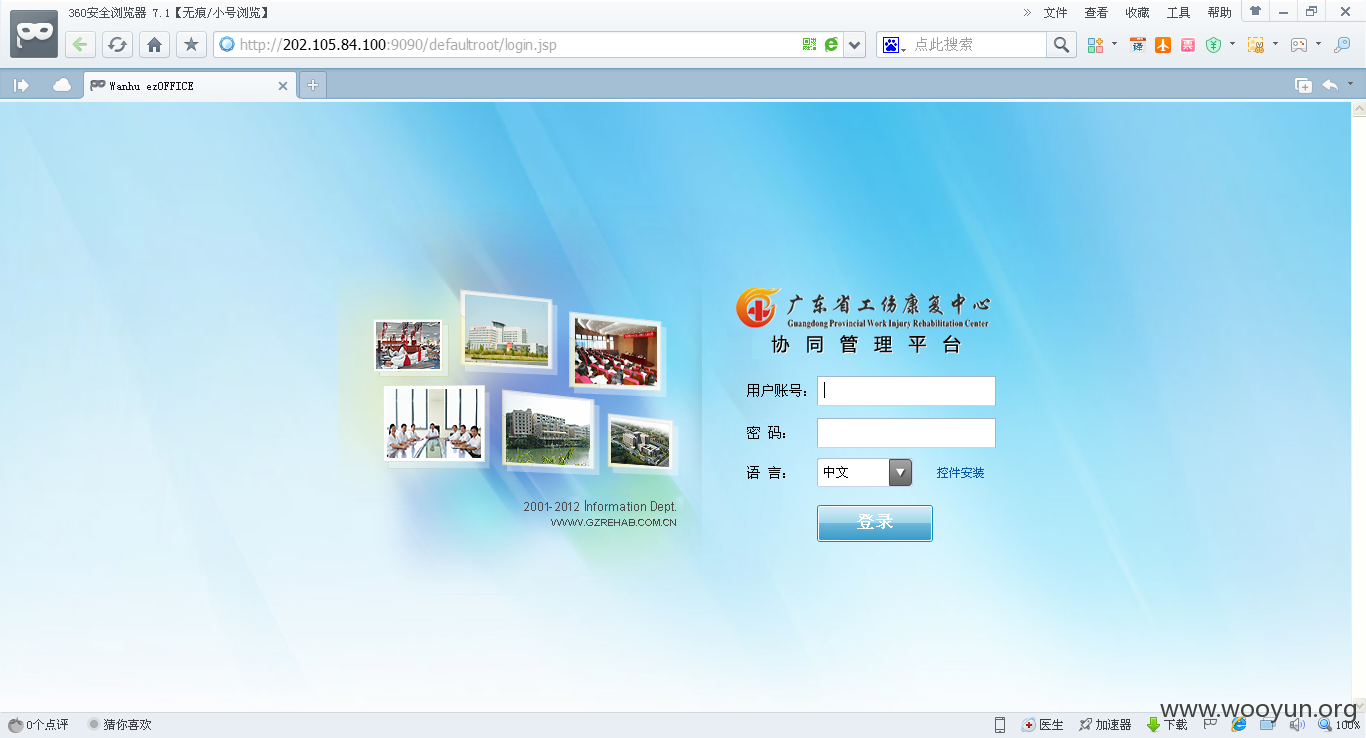 360安全浏览器 7.1【无痕/小号浏览】
» 文件 查看 收藏 工具 帮助
http://202.105.84.100:9090/defaultroot/login.jsp
点此搜索
译
票
Wanhu ezOFFICE
广东省工伤康复中心
Guangdong Provincial Work Injury Rehabilitation Center
协同管理平台
用户账号：
密 码：
语 言： 中文 控件安装
登录
2001-2012 Information Dept.
WWW.GZREHAB.COM.CN
www.wooyun.org
0个点评 猜你喜欢 医生 加速器 下载 100%